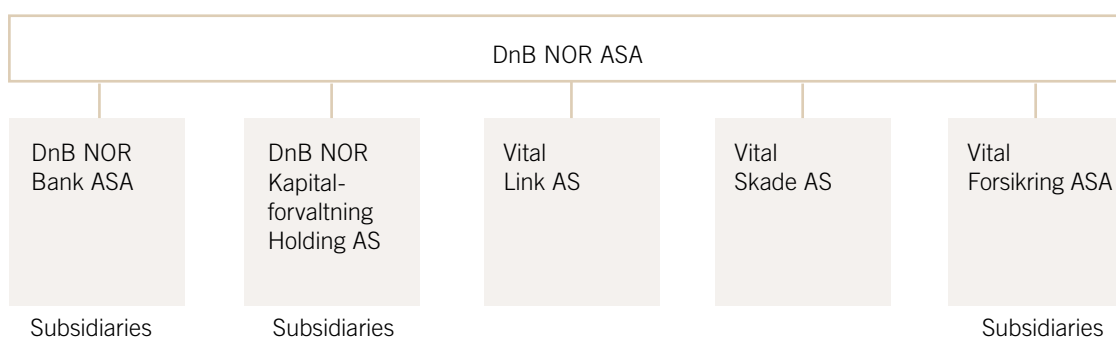 DnB NOR ASA
DnB NOR
Bank ASA
DnB NOR
Kapital-
forvaltning
Holding AS
Vital
Link AS
Vital
Skade AS
Vital
Forsikring ASA
Subsidiaries
Subsidiaries
Subsidiaries